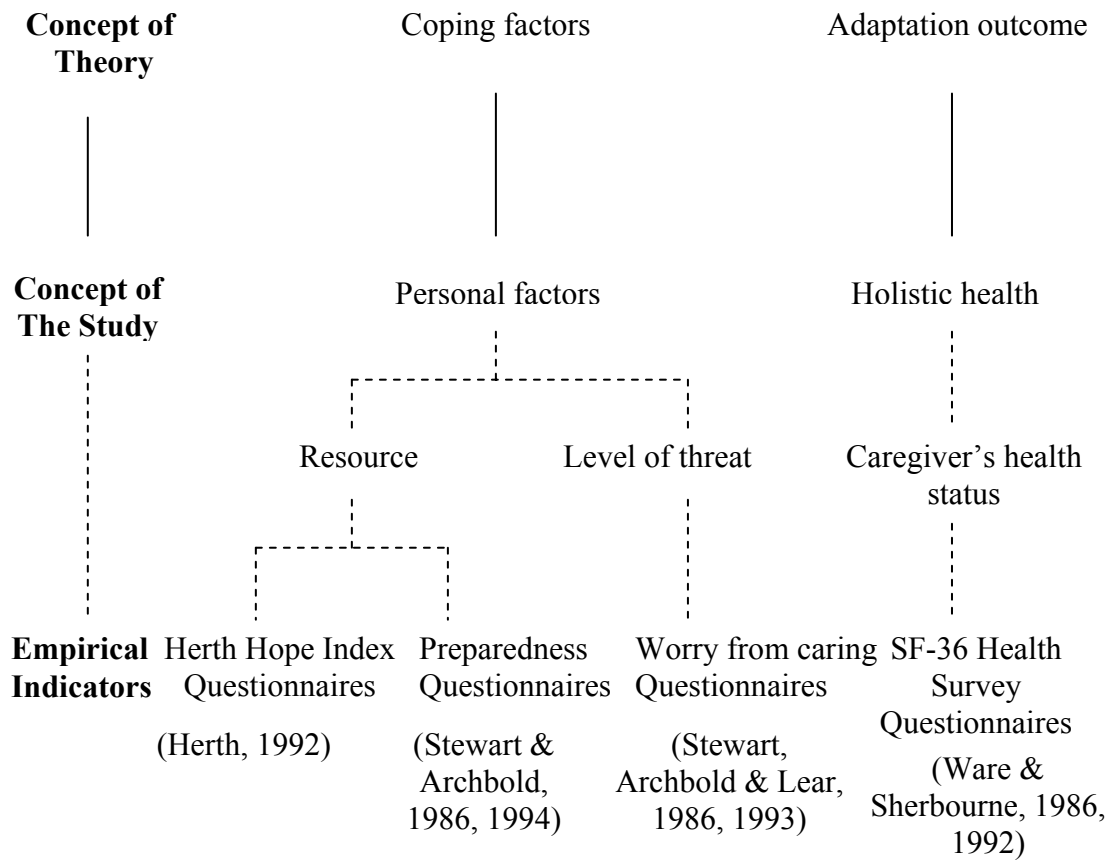 Concept of
Theory
Coping factors
Adaptation outcome
Concept of
The Study
Personal factors
Holistic health
Resource
Level of threat
Caregiver's health
status
Empirical
Indicators
Herth Hope Index
Questionnaires
(Herth, 1992)
Preparedness
Questionnaires
(Stewart &
Archbold,
1986, 1994)
Worry from caring
Questionnaires
(Stewart,
Archbold & Lear,
1986, 1993)
SF-36 Health
Survey
Questionnaires
(Ware &
Sherbourne, 1986,
1992)